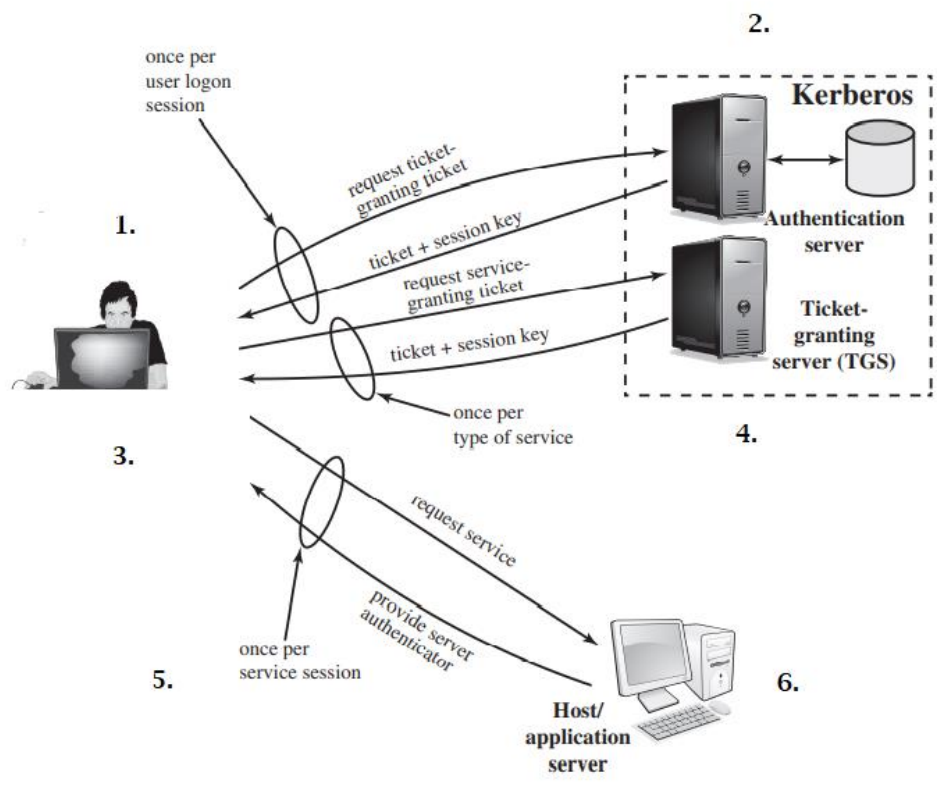 2.
once per
user logon
session
Kerberos
request ticket-
granting ticket
1.
ticket + session key
Authentication
server
request service-
granting ticket
Ticket-
granting
server (TGS)
ticket + session key
once per
type of service
4.
3.
request service
provide server
authenticator
once per
service session
5.
6.
Host/
application
server